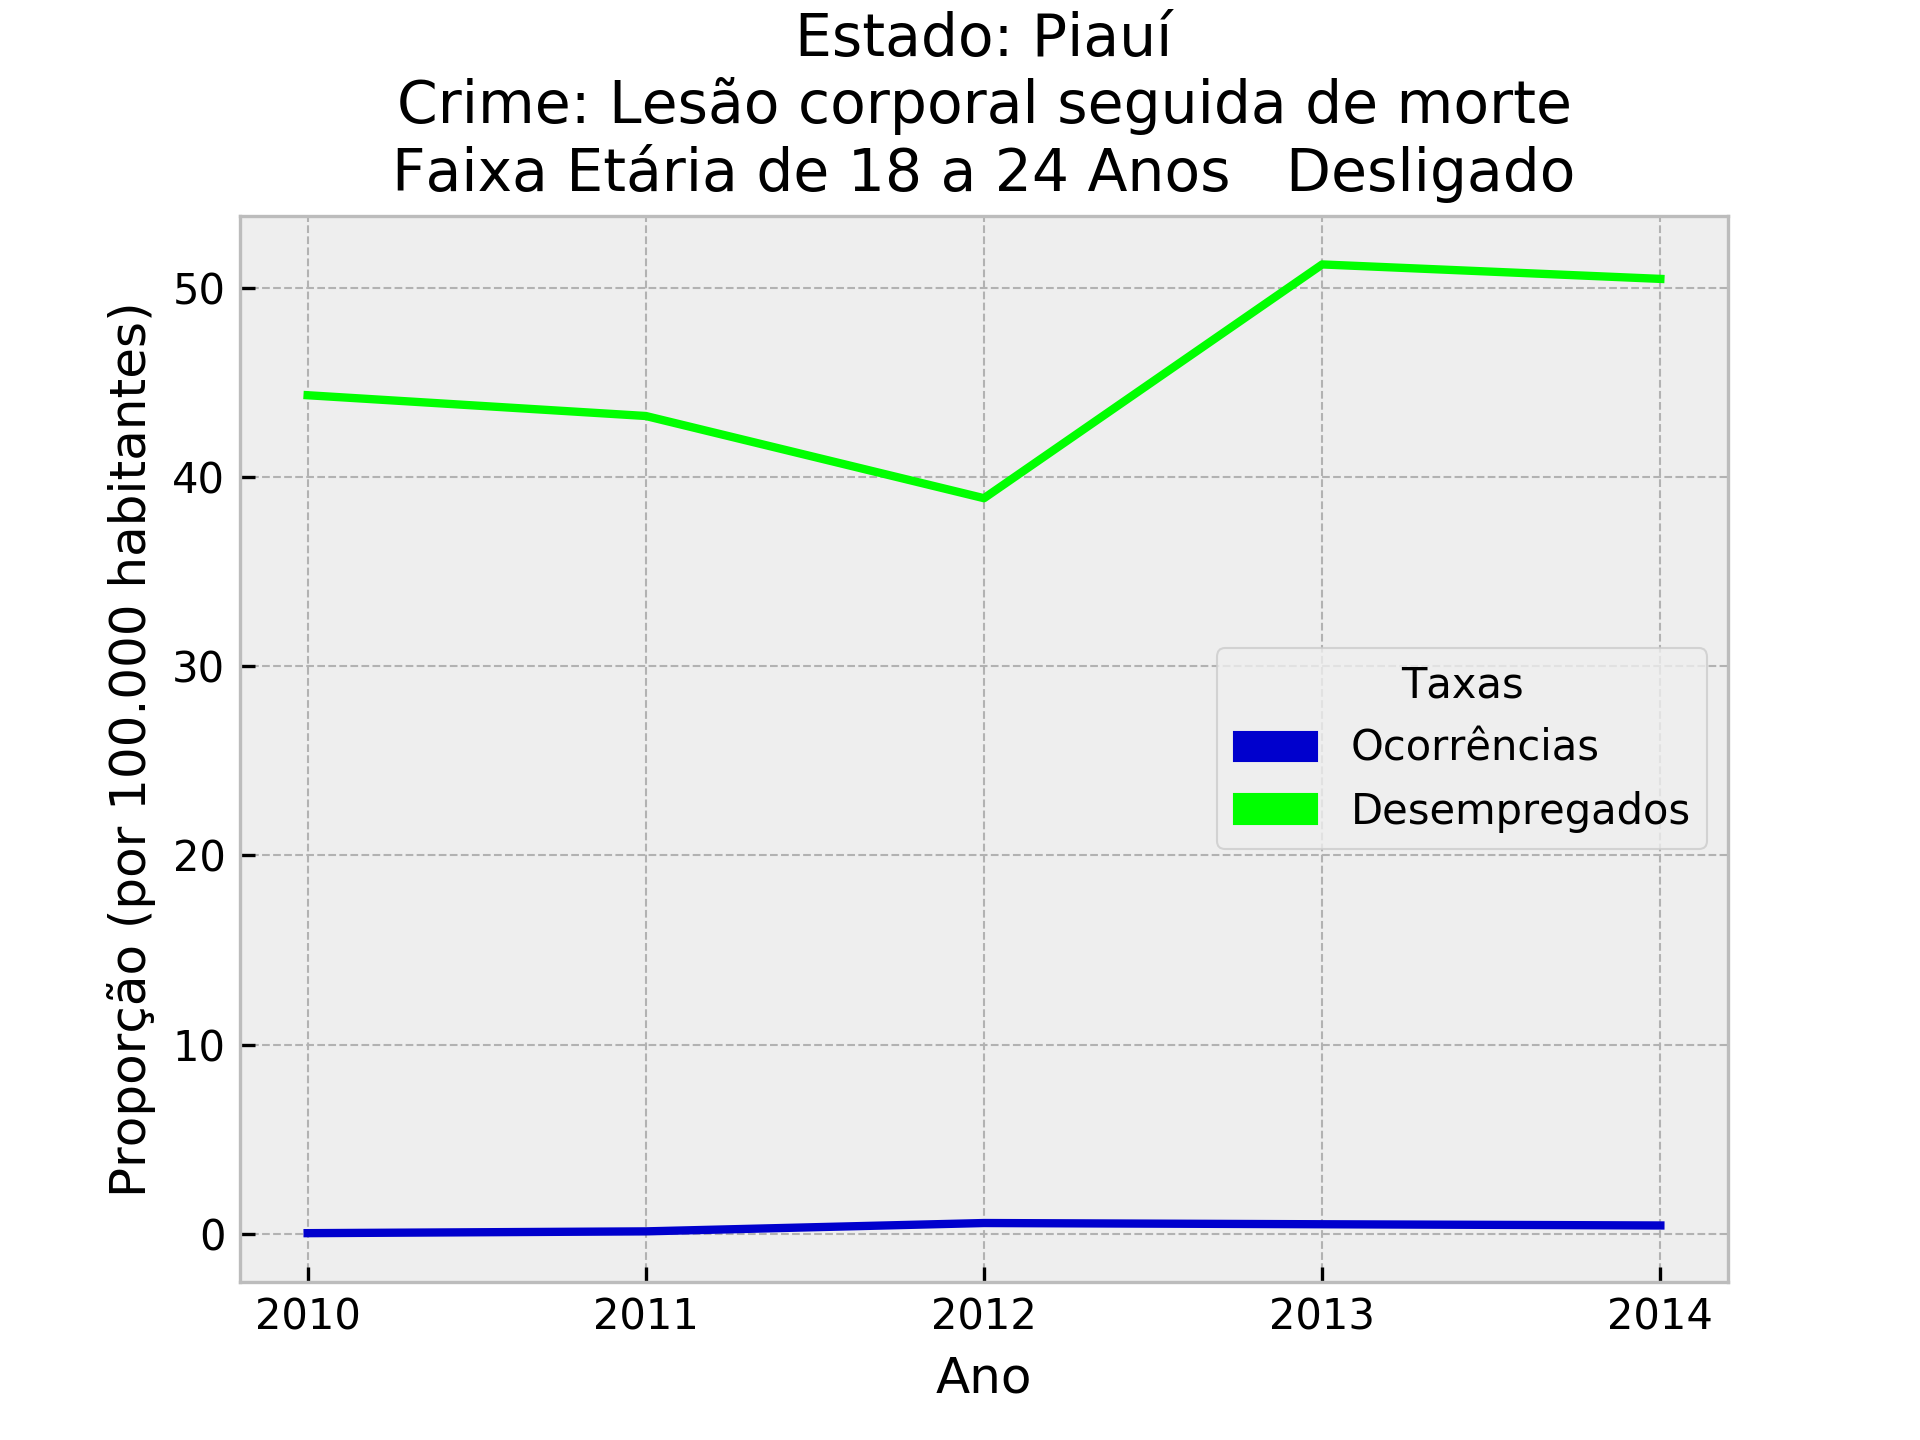 Estado: Piauí
Crime: Lesão corporal seguida de morte
Faixa Etária de 18 a 24 Anos   Desligado
Proporção (por 100.000 habitantes)
50
40
30
20
10
0
Taxas
Ocorrências
Desempregados
2010 2011 2012 2013 2014
Ano